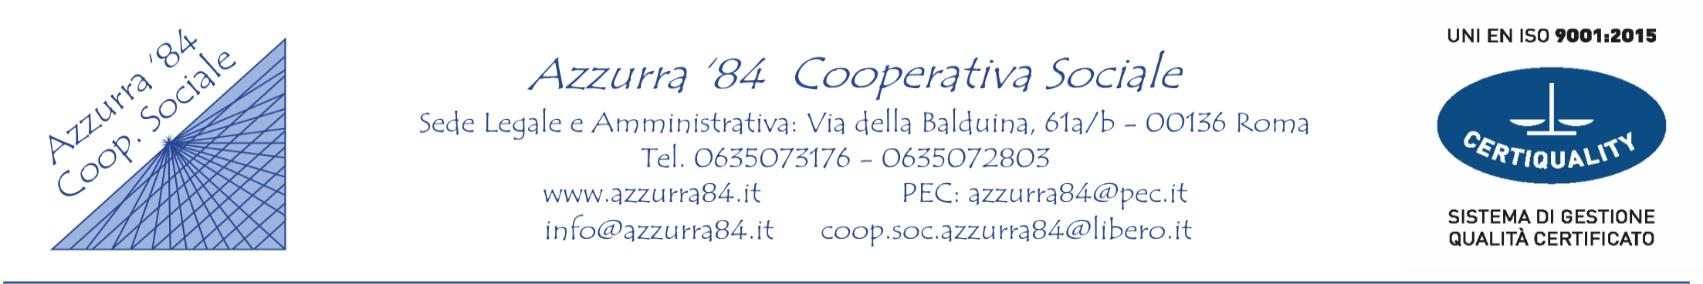 Azzurra '84
Coop. Sociale
Azzurra '84 Cooperativa Sociale
Sede Legale e Amministrativa: Via della Balduina, 61a/b - 00136 Roma
Tel. 0635073176 - 0635072803
www.azzurra84.it PEC: azzurra84@pec.it
info@azzurra84.it coop.soc.azzurra84@libero.it
UNI EN ISO 9001:2015
CERTIQUALITY
SISTEMA DI GESTIONE
QUALITÀ CERTIFICATO